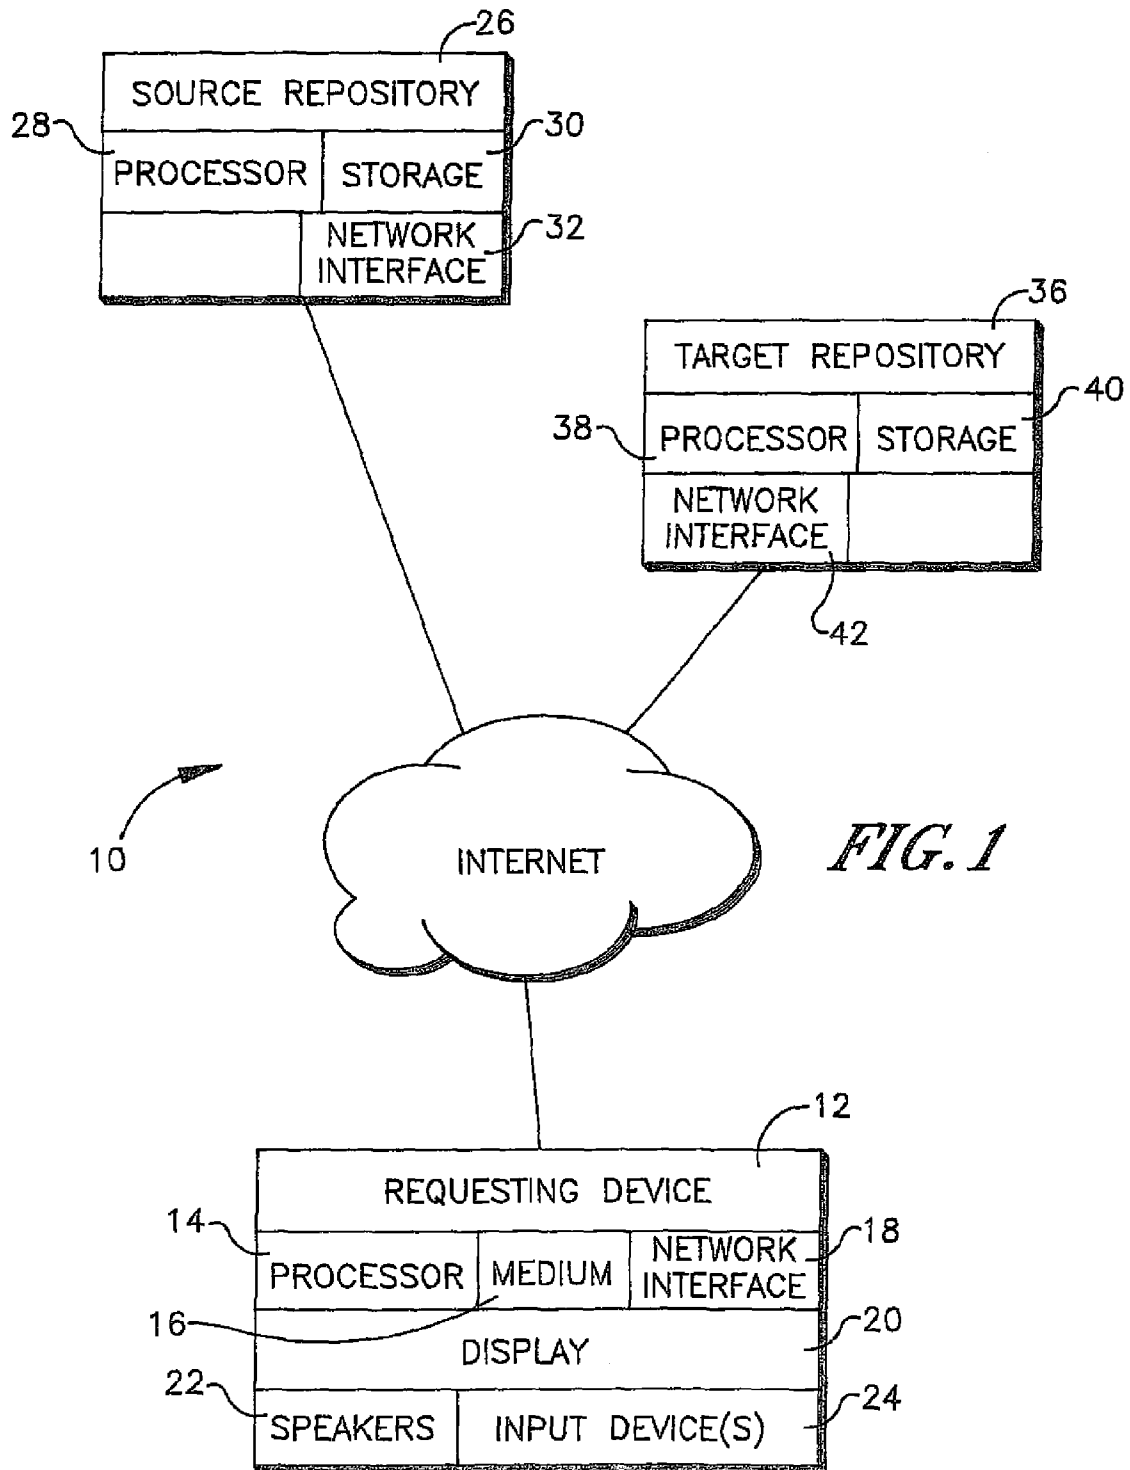 26
SOURCE REPOSITORY
28
30
PROCESSOR
STORAGE
32
NETWORK
INTERFACE
36
TARGET REPOSITORY
40
38
PROCESSOR
STORAGE
NETWORK
INTERFACE
42
10
INTERNET
FIG. 1
12
REQUESTING DEVICE
14
18
PROCESSOR
MEDIUM
NETWORK
INTERFACE
16
20
DISPLAY
22
24
SPEAKERS
INPUT DEVICE(S)